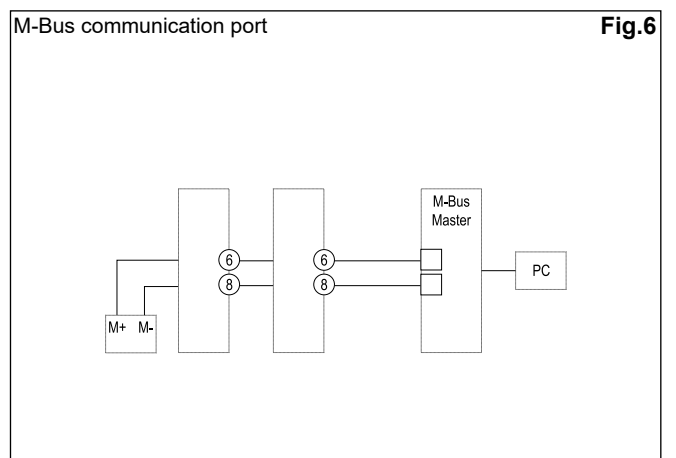 M-Bus communication port
Fig.6
M-Bus
Master
6
6
8
8
PC
M+ M-